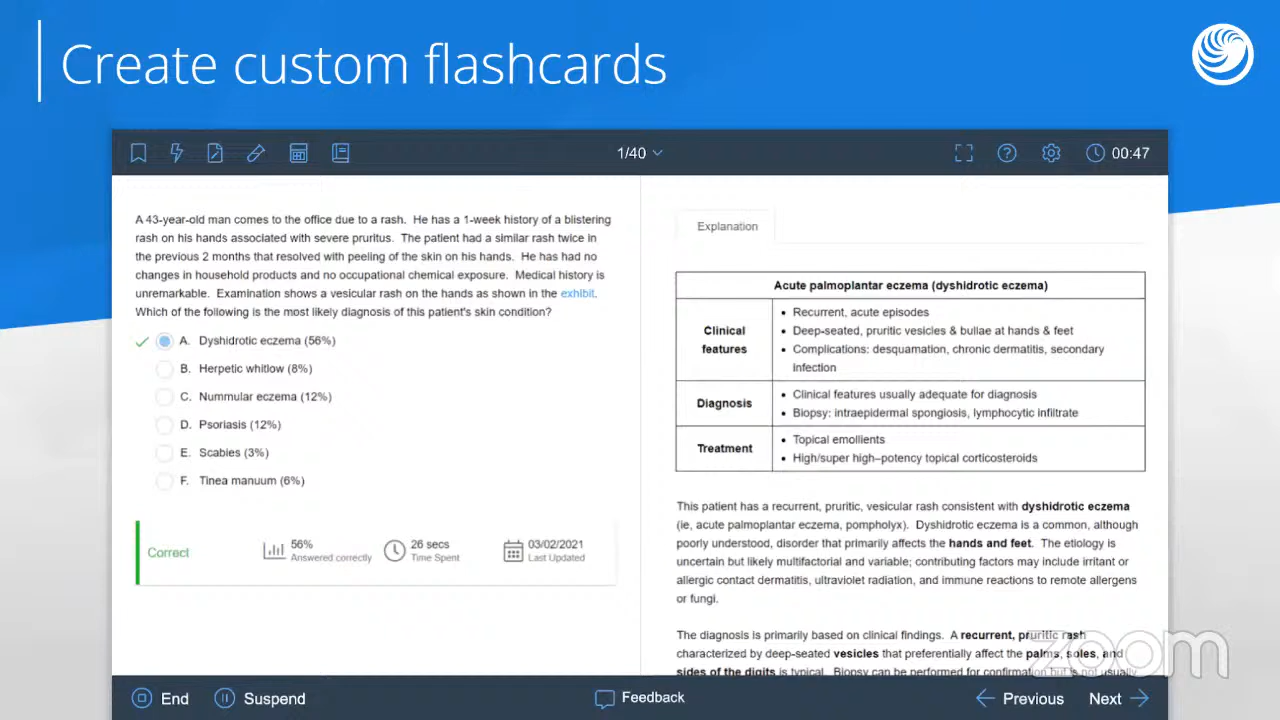 Create custom flashcards
1/40
00:47
A 43-year-old man comes to the office due to a rash. He has a 1-week history of a blistering
rash on his hands associated with severe pruritus. The patient had a similar rash twice in
the previous 2 months that resolved with peeling of the skin on his hands. He has had no
changes in household products and no occupational chemical exposure. Medical history is
unremarkable. Examination shows a vesicular rash on the hands as shown in the exhibit.
Which of the following is the most likely diagnosis of this patient's skin condition?
A. Dyshidrotic eczema (56%)
B. Herpetic whitlow (8%)
C. Nummular eczema (12%)
D. Psoriasis (12%)
E. Scabies (3%)
F. Tinea manuum (6%)
Correct
56%
Answered correctly
26 secs
Time Spent
03/02/2021
Last Updated
Explanation
Acute palmoplantar eczema (dyshidrotic eczema)
Clinical
features
• Recurrent, acute episodes
• Deep-seated, pruritic vesicles & bullae at hands & feet
• Complications: desquamation, chronic dermatitis, secondary
infection
Diagnosis
• Clinical features usually adequate for diagnosis
• Biopsy: intraepidermal spongiosis, lymphocytic infiltrate
Treatment
• Topical emollients
• High/super high–potency topical corticosteroids
This patient has a recurrent, pruritic, vesicular rash consistent with dyshidrotic eczema
(ie, acute palmoplantar eczema, pompholyx). Dyshidrotic eczema is a common, although
poorly understood, disorder that primarily affects the hands and feet. The etiology is
uncertain but likely multifactorial and variable; contributing factors may include irritant or
allergic contact dermatitis, ultraviolet radiation, and immune reactions to remote allergens
or fungi.
The diagnosis is primarily based on clinical findings. A recurrent, pruritic rash
characterized by deep-seated vesicles that preferentially affect the palms, soles, and
sides of the digits is typical. Biopsy can be performed for confirmation but is not usually
zoom
End
Suspend
Feedback
Previous
Next